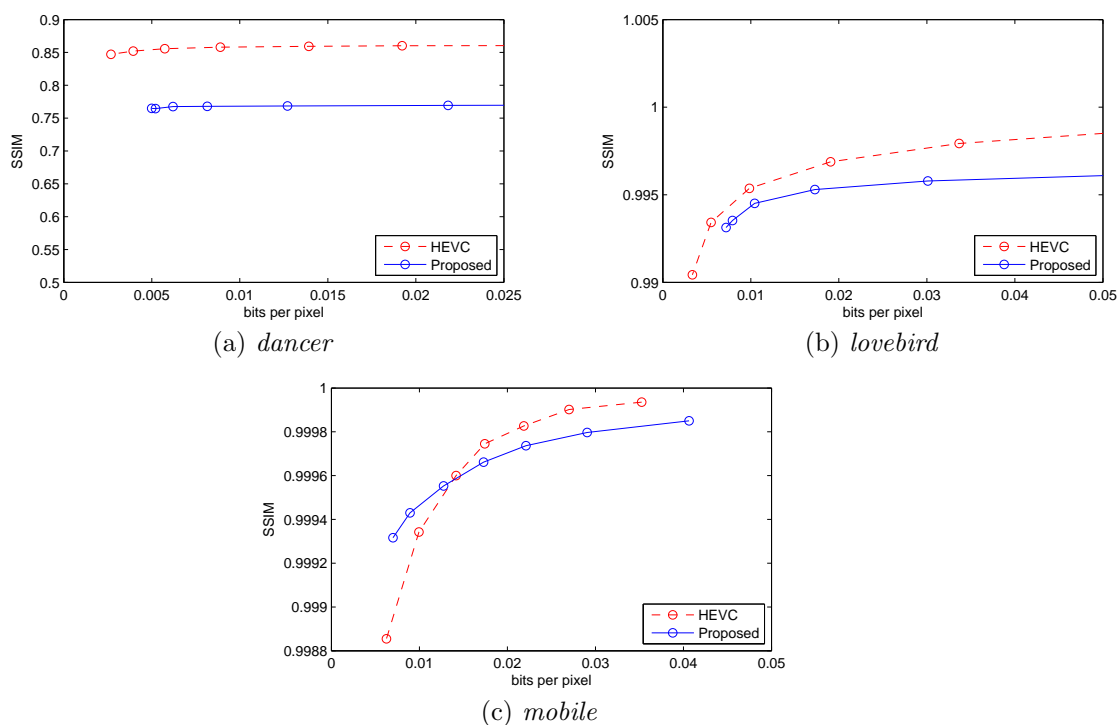 0.9
0.85
0.8
0.75
0.7
0.65
0.6
0.55
0.5
SSIM
HEVC
Proposed
0 0.005 0.01 0.015 0.02 0.025
bits per pixel
(a) dancer
1.005
1
0.995
0.99
SSIM
HEVC
Proposed
0 0.01 0.02 0.03 0.04 0.05
bits per pixel
(b) lovebird
1
0.9998
0.9996
0.9994
0.9992
0.999
0.9988
SSIM
HEVC
Proposed
0 0.01 0.02 0.03 0.04 0.05
bits per pixel
(c) mobile